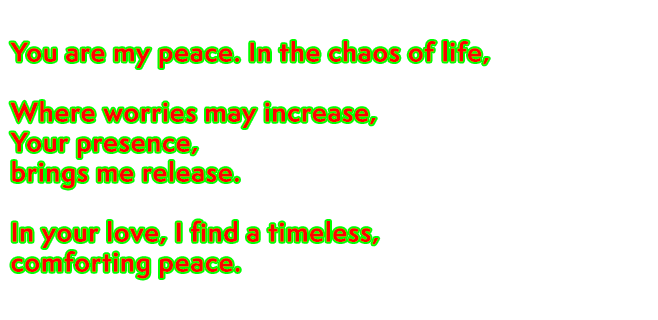 You are my peace. In the chaos of life,
Where worries may increase,
Your presence,
brings me release.
In your love, I find a timeless,
comforting peace.